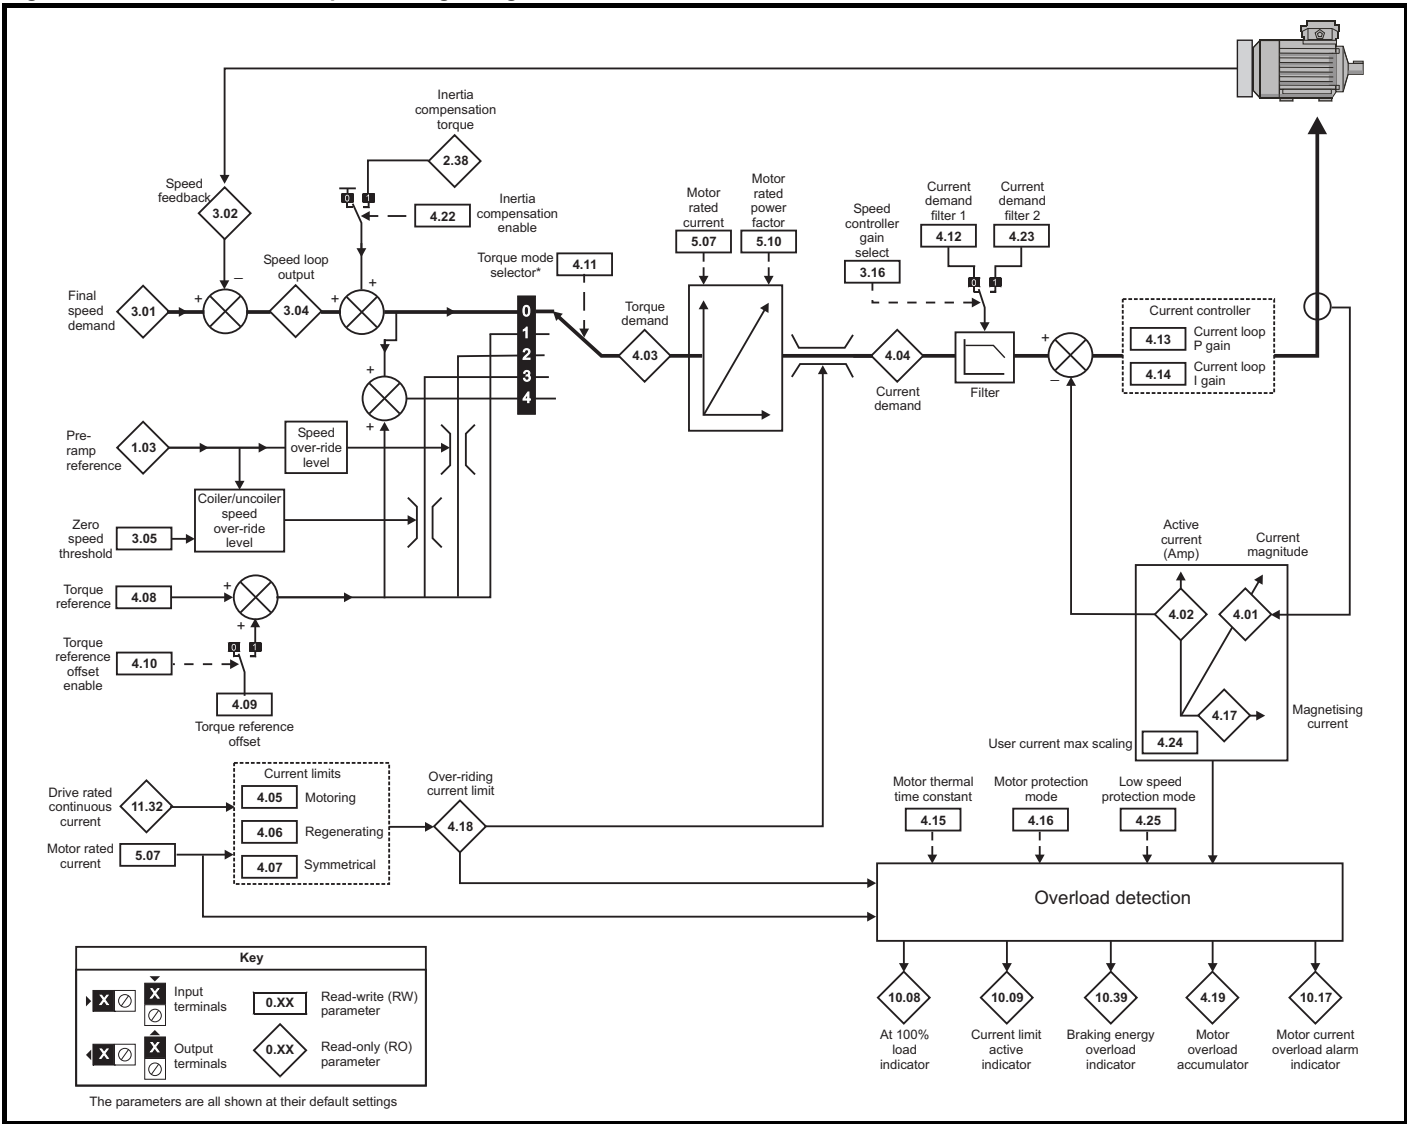 Inertia
compensation
torque
2.38
Speed
feedback
3.02
0 1
4.22
Inertia
compensation
enable
Motor
rated
current
5.07
Motor
rated
power
factor
5.10
Speed
controller
gain
select
3.16
Current
demand
filter 1
4.12
Current
demand
filter 2
4.23
0 1
Final
speed
demand
3.01
+
–
Speed loop
output
3.04
+
+
Torque mode
selector*
4.11
0
1
2
3
4
Torque
demand
4.03
4.04
Current
demand
Filter
+
–
Current controller
4.13
Current loop
P gain
4.14
Current loop
I gain
+
+
Pre-
ramp
reference
1.03
Speed
over-ride
level
Coiler/uncoiler
speed
over-ride
level
Zero
speed
threshold
3.05
Torque
reference
4.08
+
+
Torque
reference
offset
enable
4.10
0 1
4.09
Torque reference
offset
Active
current
(Amp)
Current
magnitude
4.02
4.01
4.17
Magnetising
current
User current max scaling
4.24
Drive rated
continuous
current
11.32
Motor rated
current
5.07
Current limits
4.05
Motoring
4.06
Regenerating
4.07
Symmetrical
Over-riding
current limit
4.18
Motor thermal
time constant
4.15
Motor protection
mode
4.16
Low speed
protection mode
4.25
Overload detection
10.08
At 100%
load
indicator
10.09
Current limit
active
indicator
10.39
Braking energy
overload
indicator
4.19
Motor
overload
accumulator
10.17
Motor current
overload alarm
indicator
Key
X
X
Input
terminals
0.XX
Read-write (RW)
parameter
X
X
Output
terminals
0.XX
Read-only (RO)
parameter
The parameters are all shown at their default settings